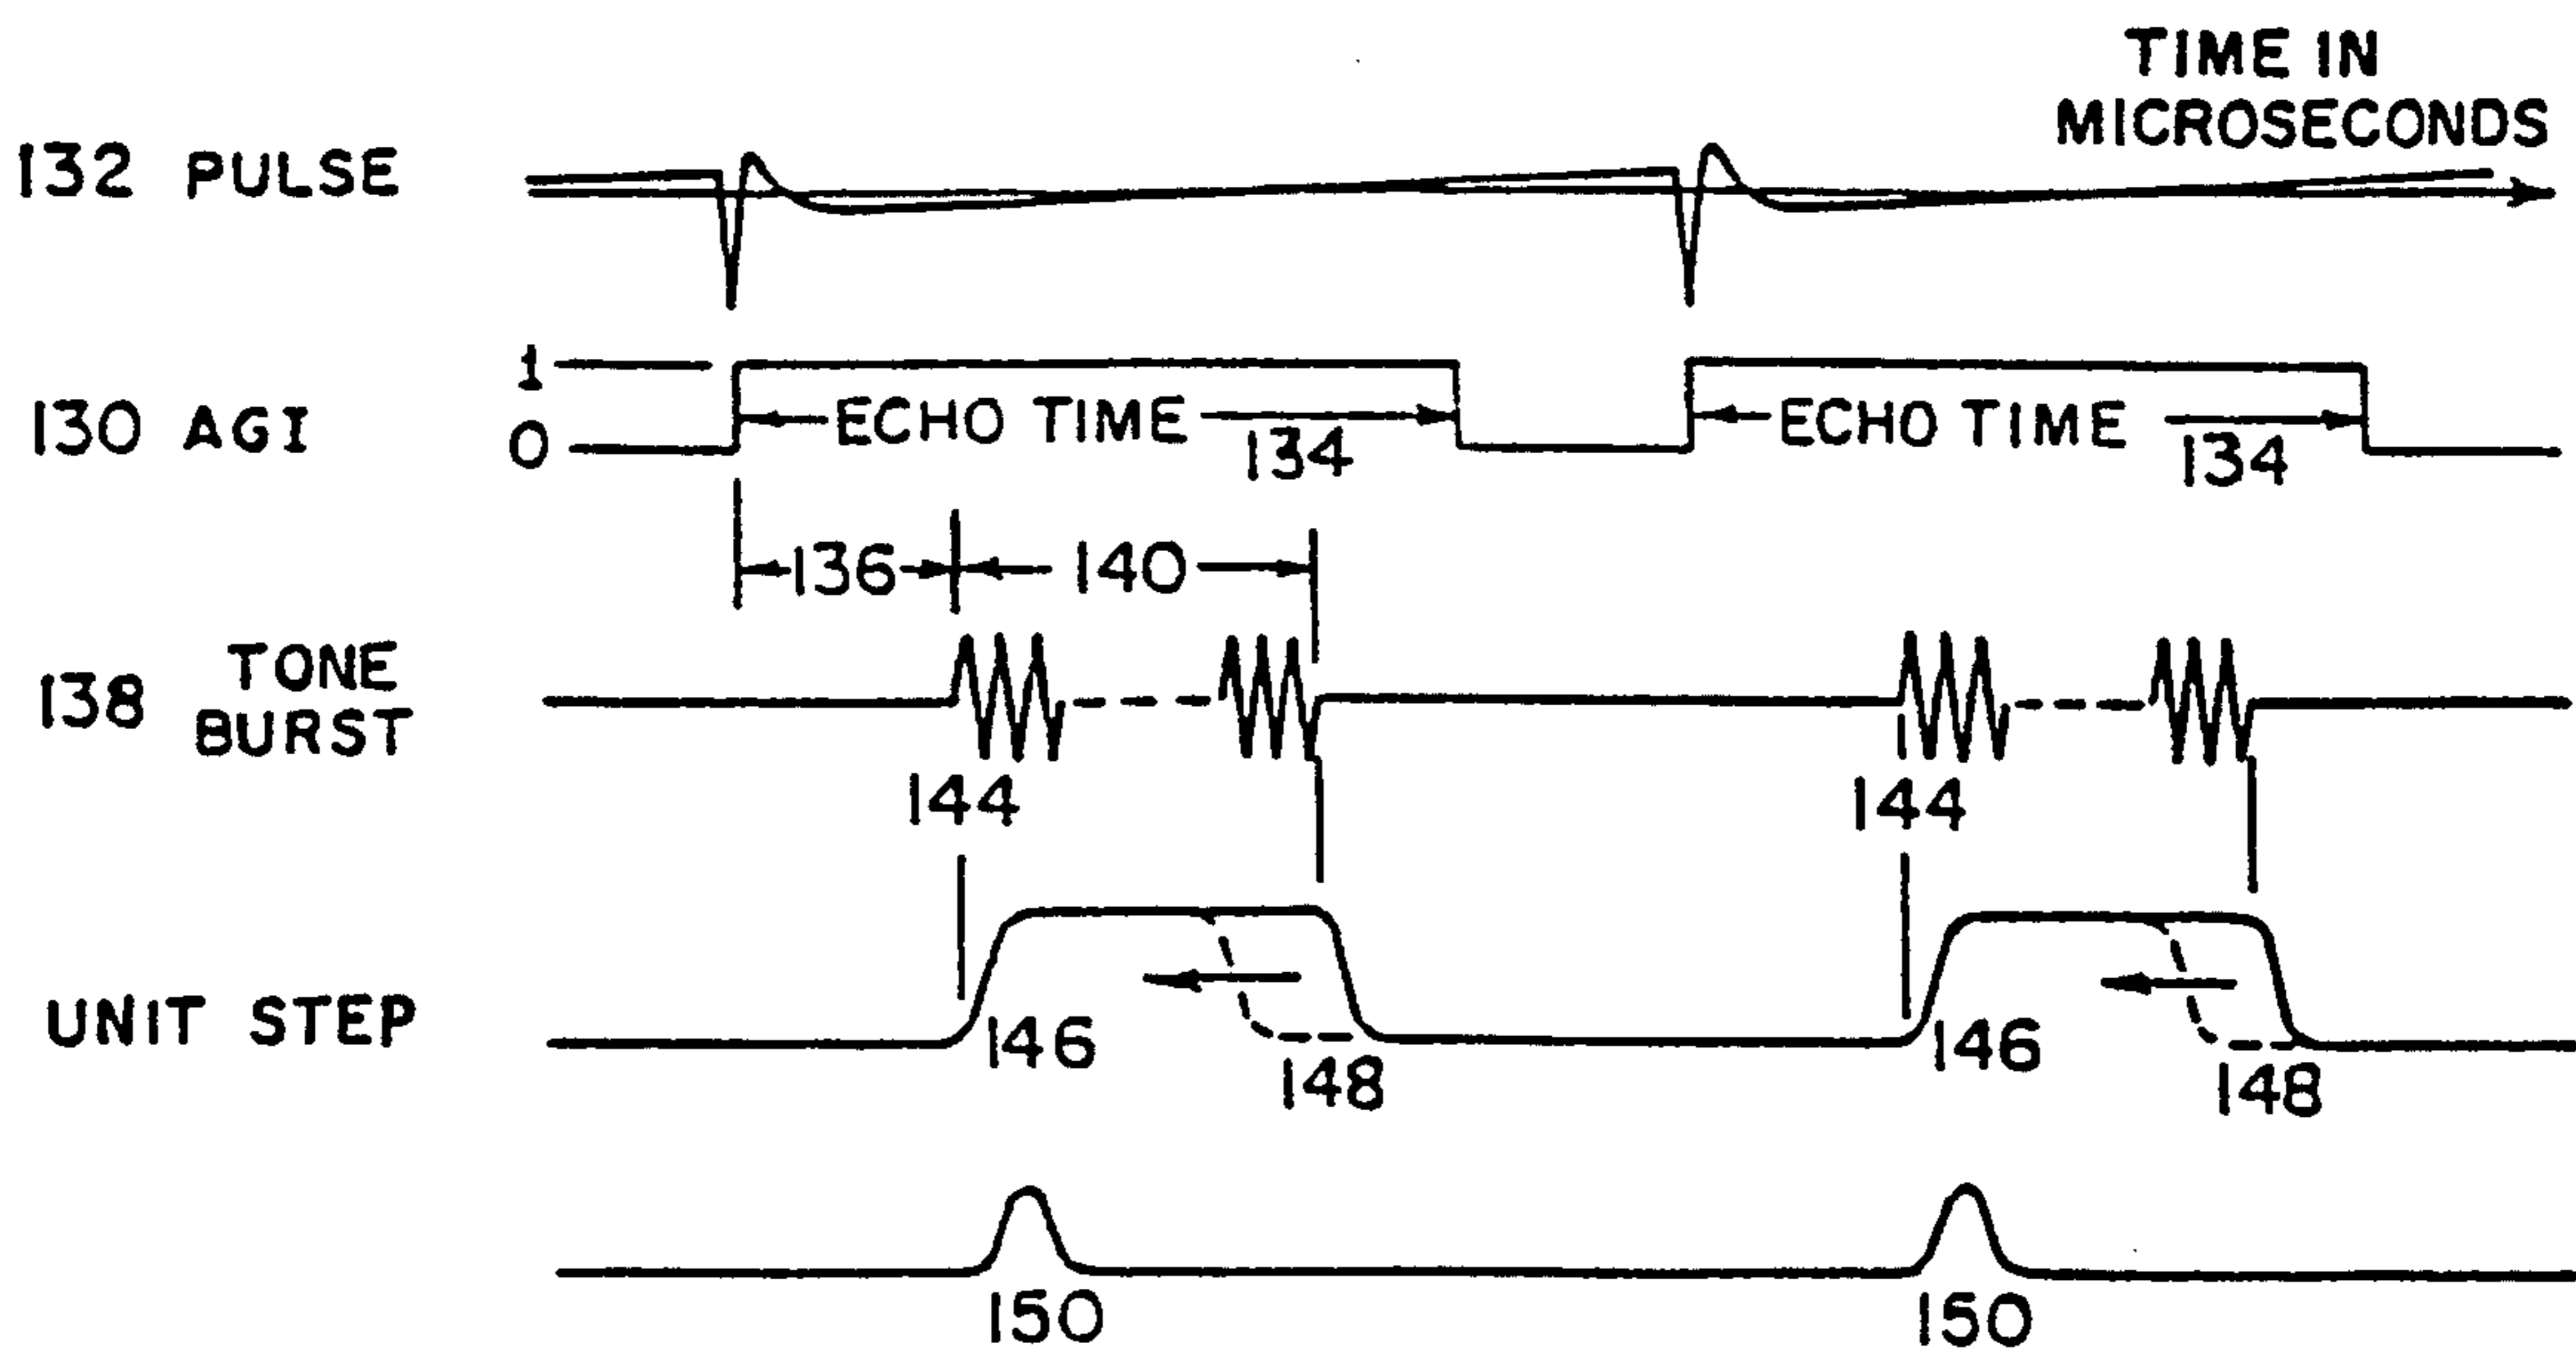 TIME IN
MICROSECONDS
132 PULSE
1
130 AGI
0
ECHO TIME
134
ECHO TIME
134
136
140
138 TONE
BURST
144
144
UNIT STEP
146
148
146
148
150
150